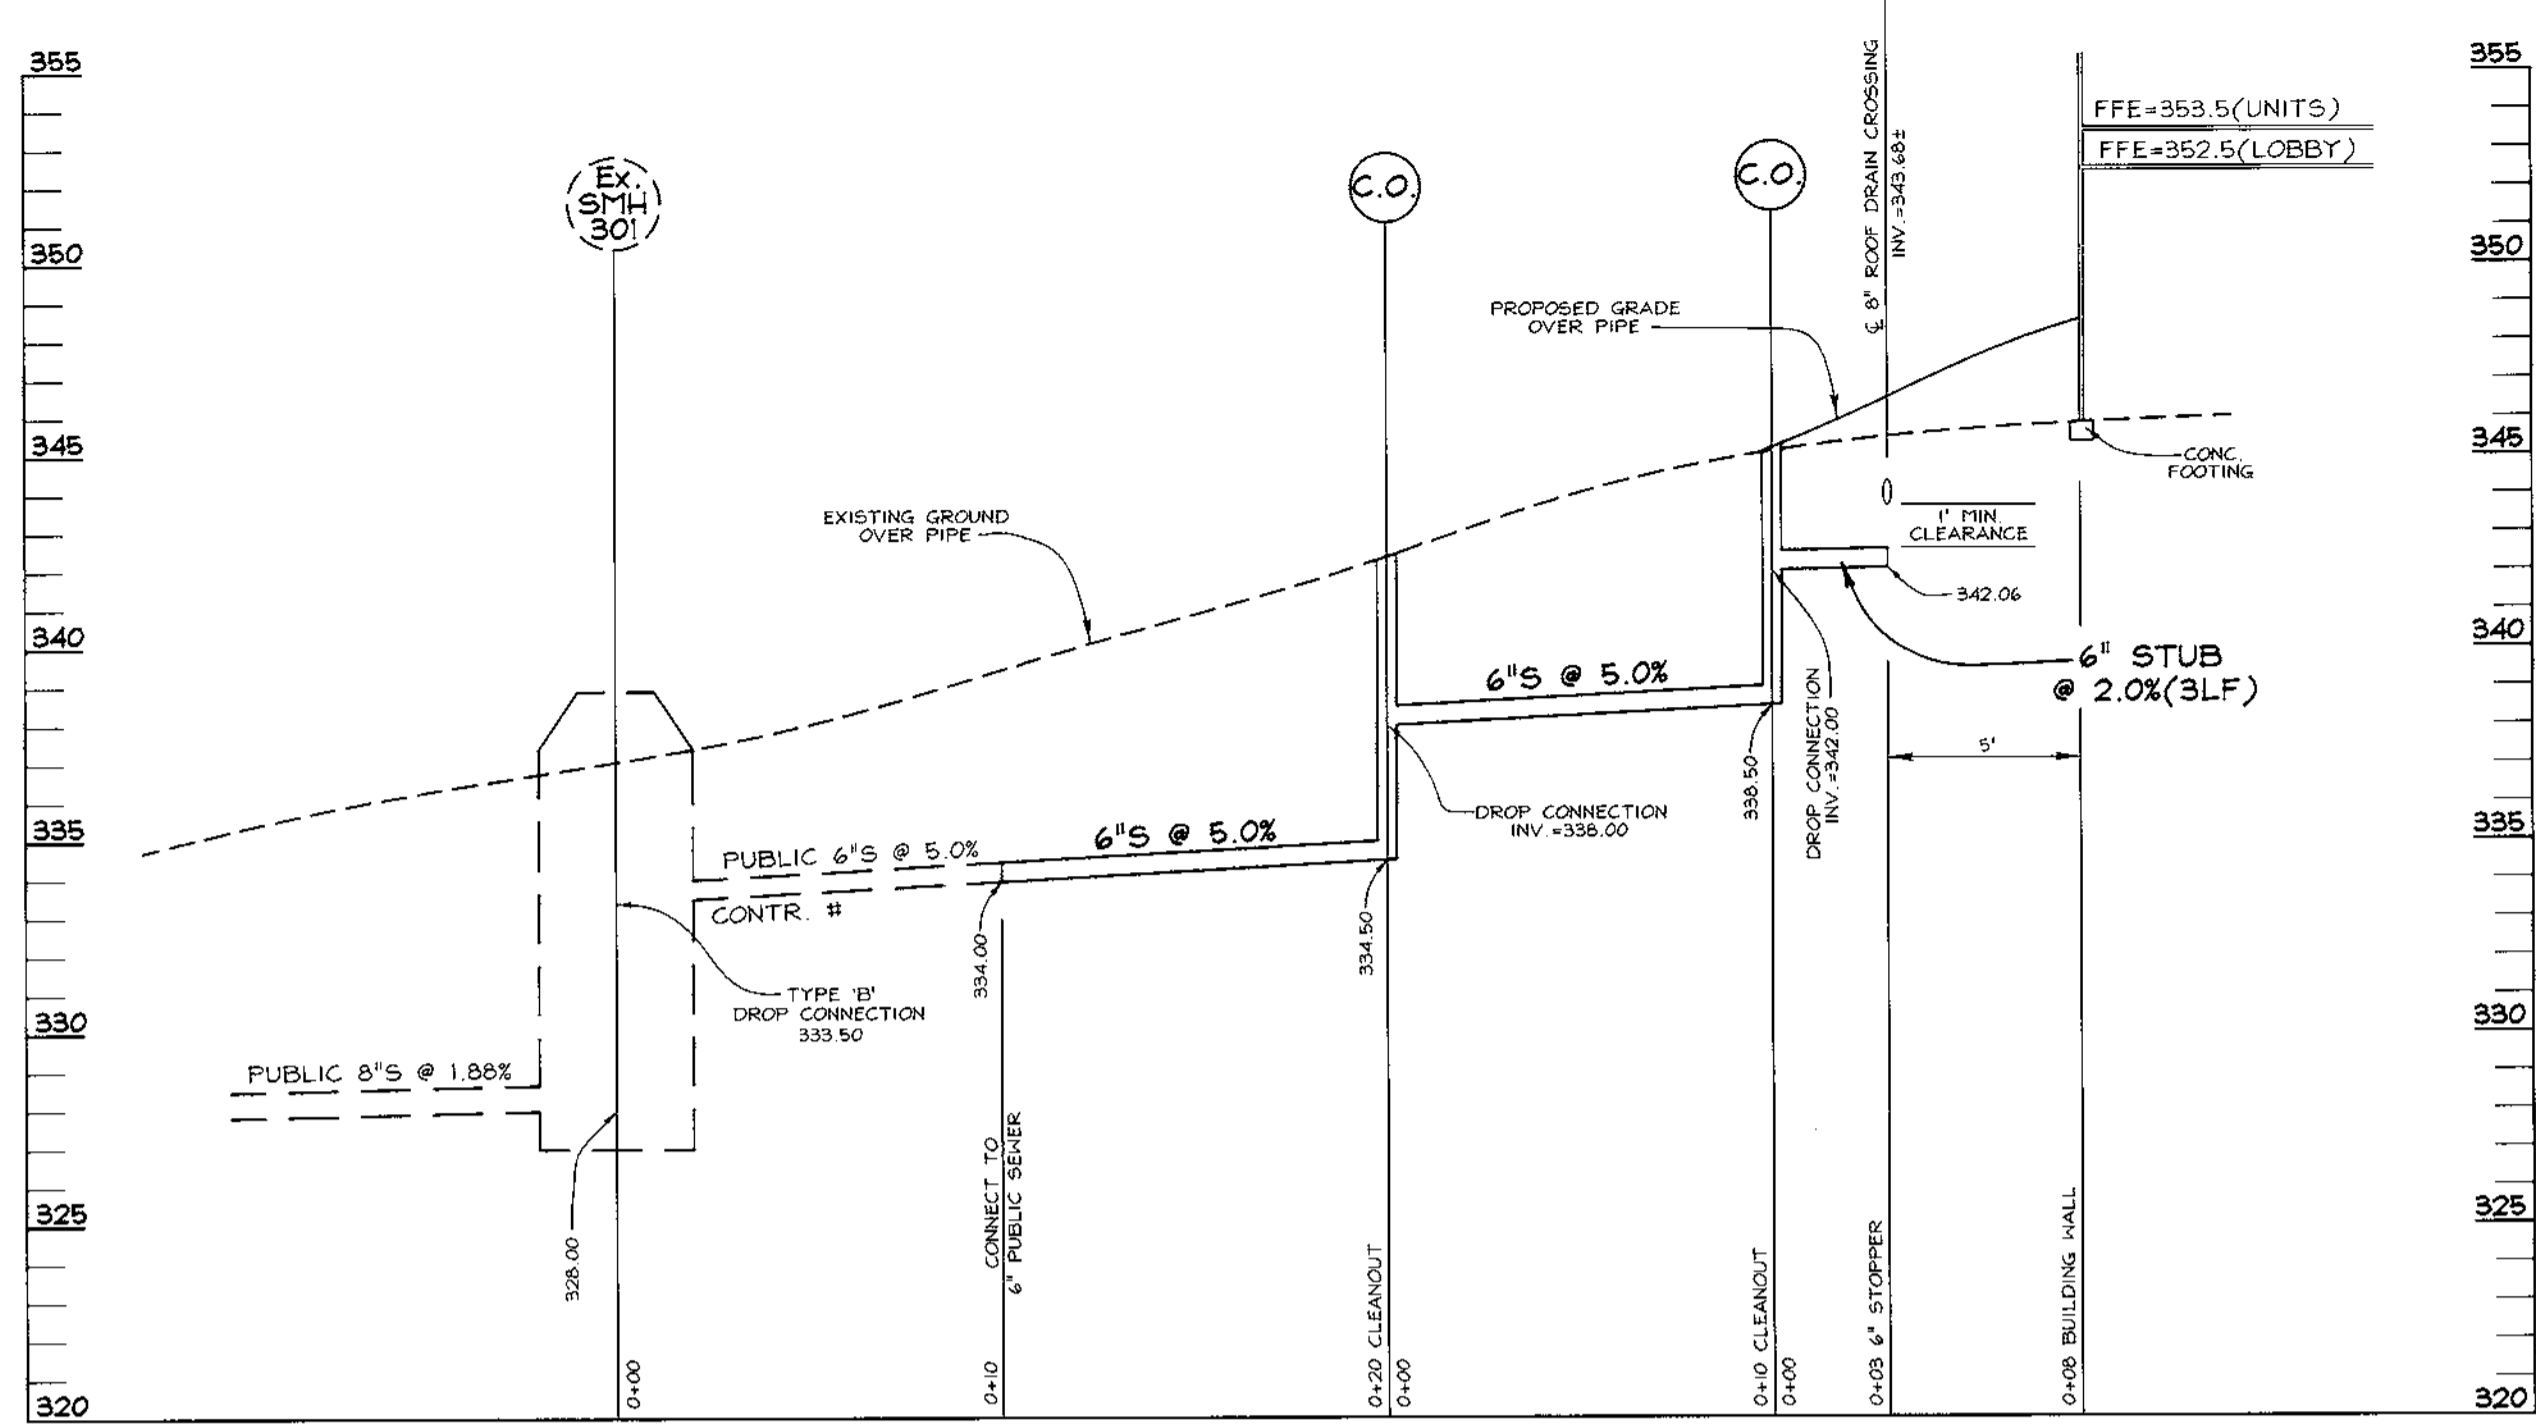 355
350
345
340
335
330
325
320
Ex.
SMH
301
C.O.
C.O.
℄ 8" ROOF DRAIN CROSSING
INV.=343.68±
355
350
345
340
335
330
325
320
FFE=353.5(UNITS)
FFE=352.5(LOBBY)
PROPOSED GRADE
OVER PIPE
EXISTING GROUND
OVER PIPE
CONC.
FOOTING
1' MIN.
CLEARANCE
342.06
6" STUB
@ 2.0%(3LF)
6"S @ 5.0%
5'
338.50
DROP CONNECTION
INV.=342.00
DROP CONNECTION
INV.=338.00
6"S @ 5.0%
PUBLIC 6"S @ 5.0%
CONTR. #
334.00
334.50
TYPE 'B'
DROP CONNECTION
333.50
PUBLIC 8"S @ 1.88%
328.00
CONNECT TO
6" PUBLIC SEWER
0+00
0+10
0+20 CLEANOUT
0+00
0+10 CLEANOUT
0+00
0+03 6" STOPPER
0+08 BUILDING WALL